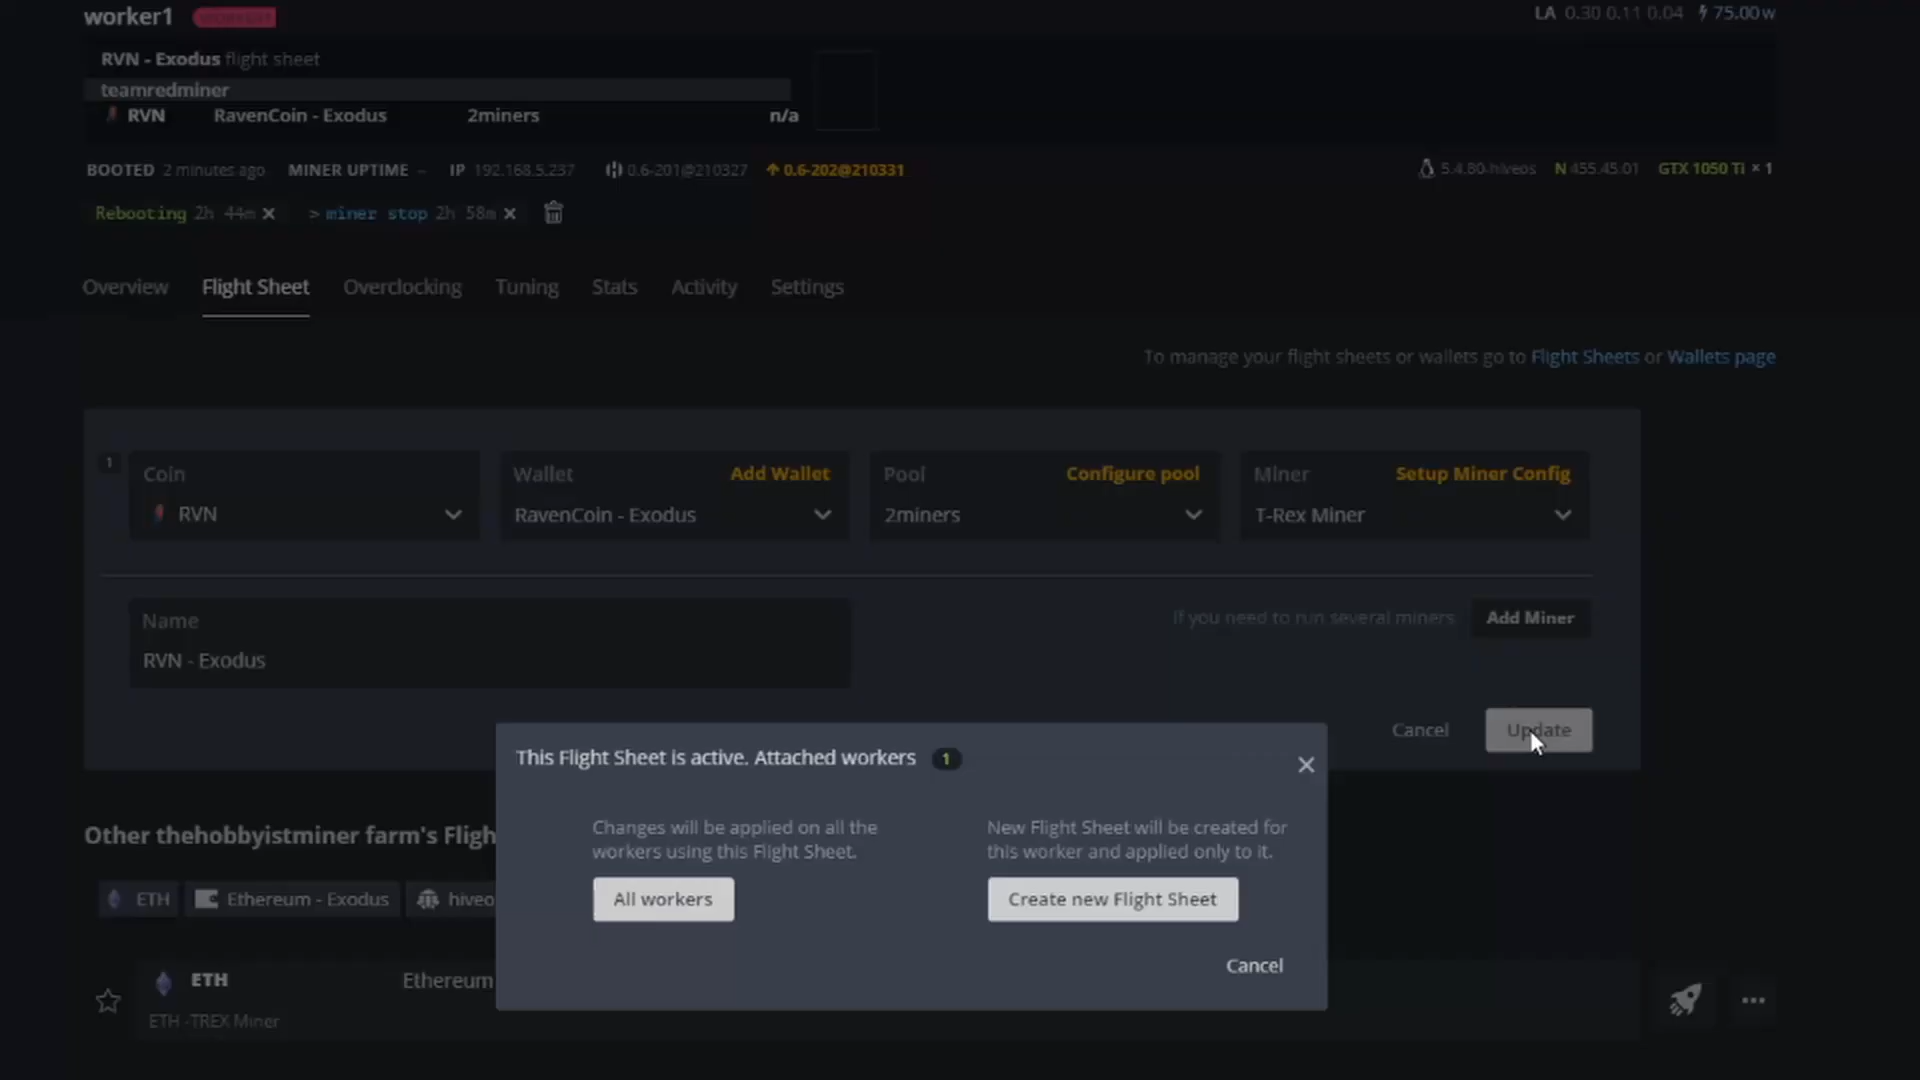 worker1
LA 0.30 0.11 0.04 75.00 w
RVN - Exodus flight sheet
teamredminer
RVN RavenCoin - Exodus 2miners n/a
BOOTED 2 minutes ago MINER UPTIME – IP 192.168.5.237 0.6-201@210327 0.6-202@210331 5.4.80-hiveos N 455.45.01 GTX 1050 Ti × 1
Rebooting 2h 44m > miner stop 2h 58m
Overview Flight Sheet Overclocking Tuning Stats Activity Settings
To manage your flight sheets or wallets go to Flight Sheets or Wallets page
1
Coin Wallet Add Wallet Pool Configure pool Miner Setup Miner Config
RVN RavenCoin - Exodus 2miners T-Rex Miner
Name
RVN - Exodus
If you need to run several miners Add Miner
Cancel Update
This Flight Sheet is active. Attached workers 1
Changes will be applied on all the
workers using this Flight Sheet.
All workers
New Flight Sheet will be created for
this worker and applied only to it.
Create new Flight Sheet
Cancel
Other thehobbyistminer farm's Fligh
ETH Ethereum - Exodus hiveo
ETH Ethereum
ETH -TREX Miner